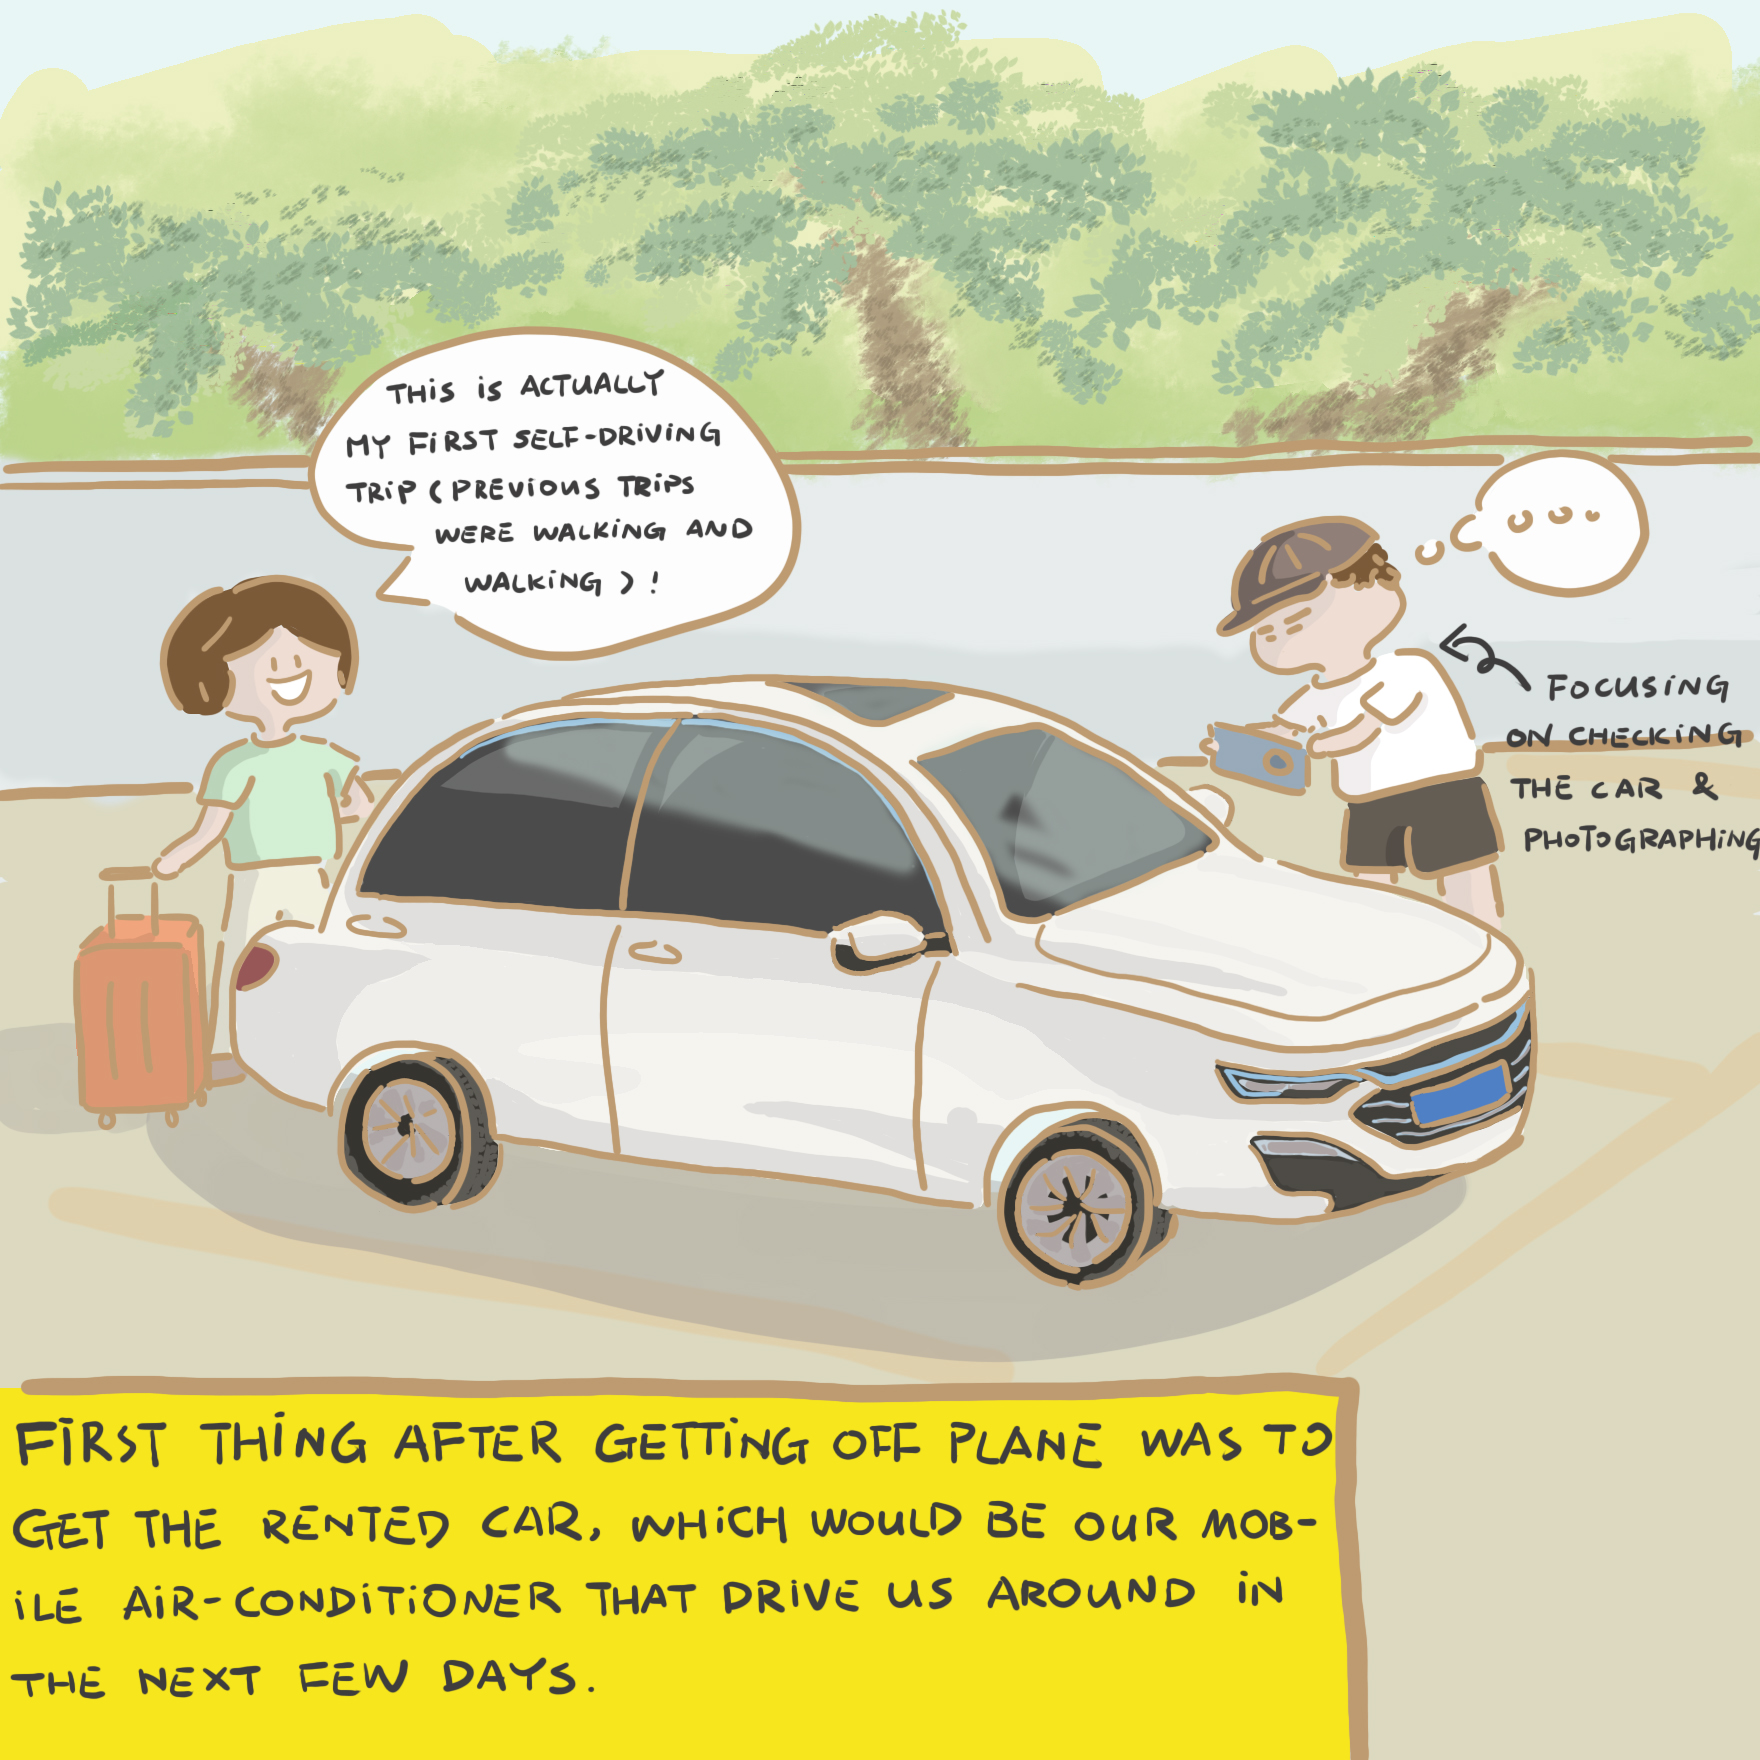 THIS IS ACTUALLY
MY FIRST SELF-DRIVING
TRIP (PREVIOUS TRIPS
WERE WALKING AND
WALKING)!
...
FOCUSING
ON CHECKING
THE CAR &
PHOTOGRAPHING
FIRST THING AFTER GETTING OFF PLANE WAS TO
GET THE RENTED CAR, WHICH WOULD BE OUR MOB-
ILE AIR-CONDITIONER THAT DRIVE US AROUND IN
THE NEXT FEW DAYS.